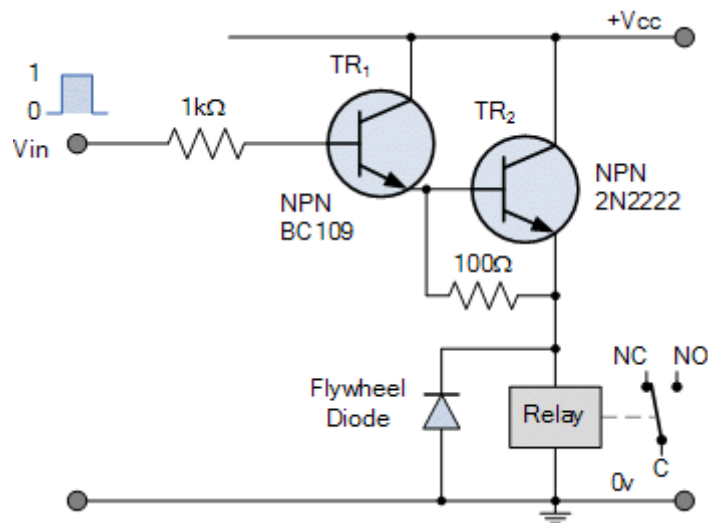 +Vcc
TR1
1
0
1kΩ
TR2
Vin
NPN
BC109
NPN
2N2222
100Ω
NC
NO
Flywheel
Diode
Relay
C
0v